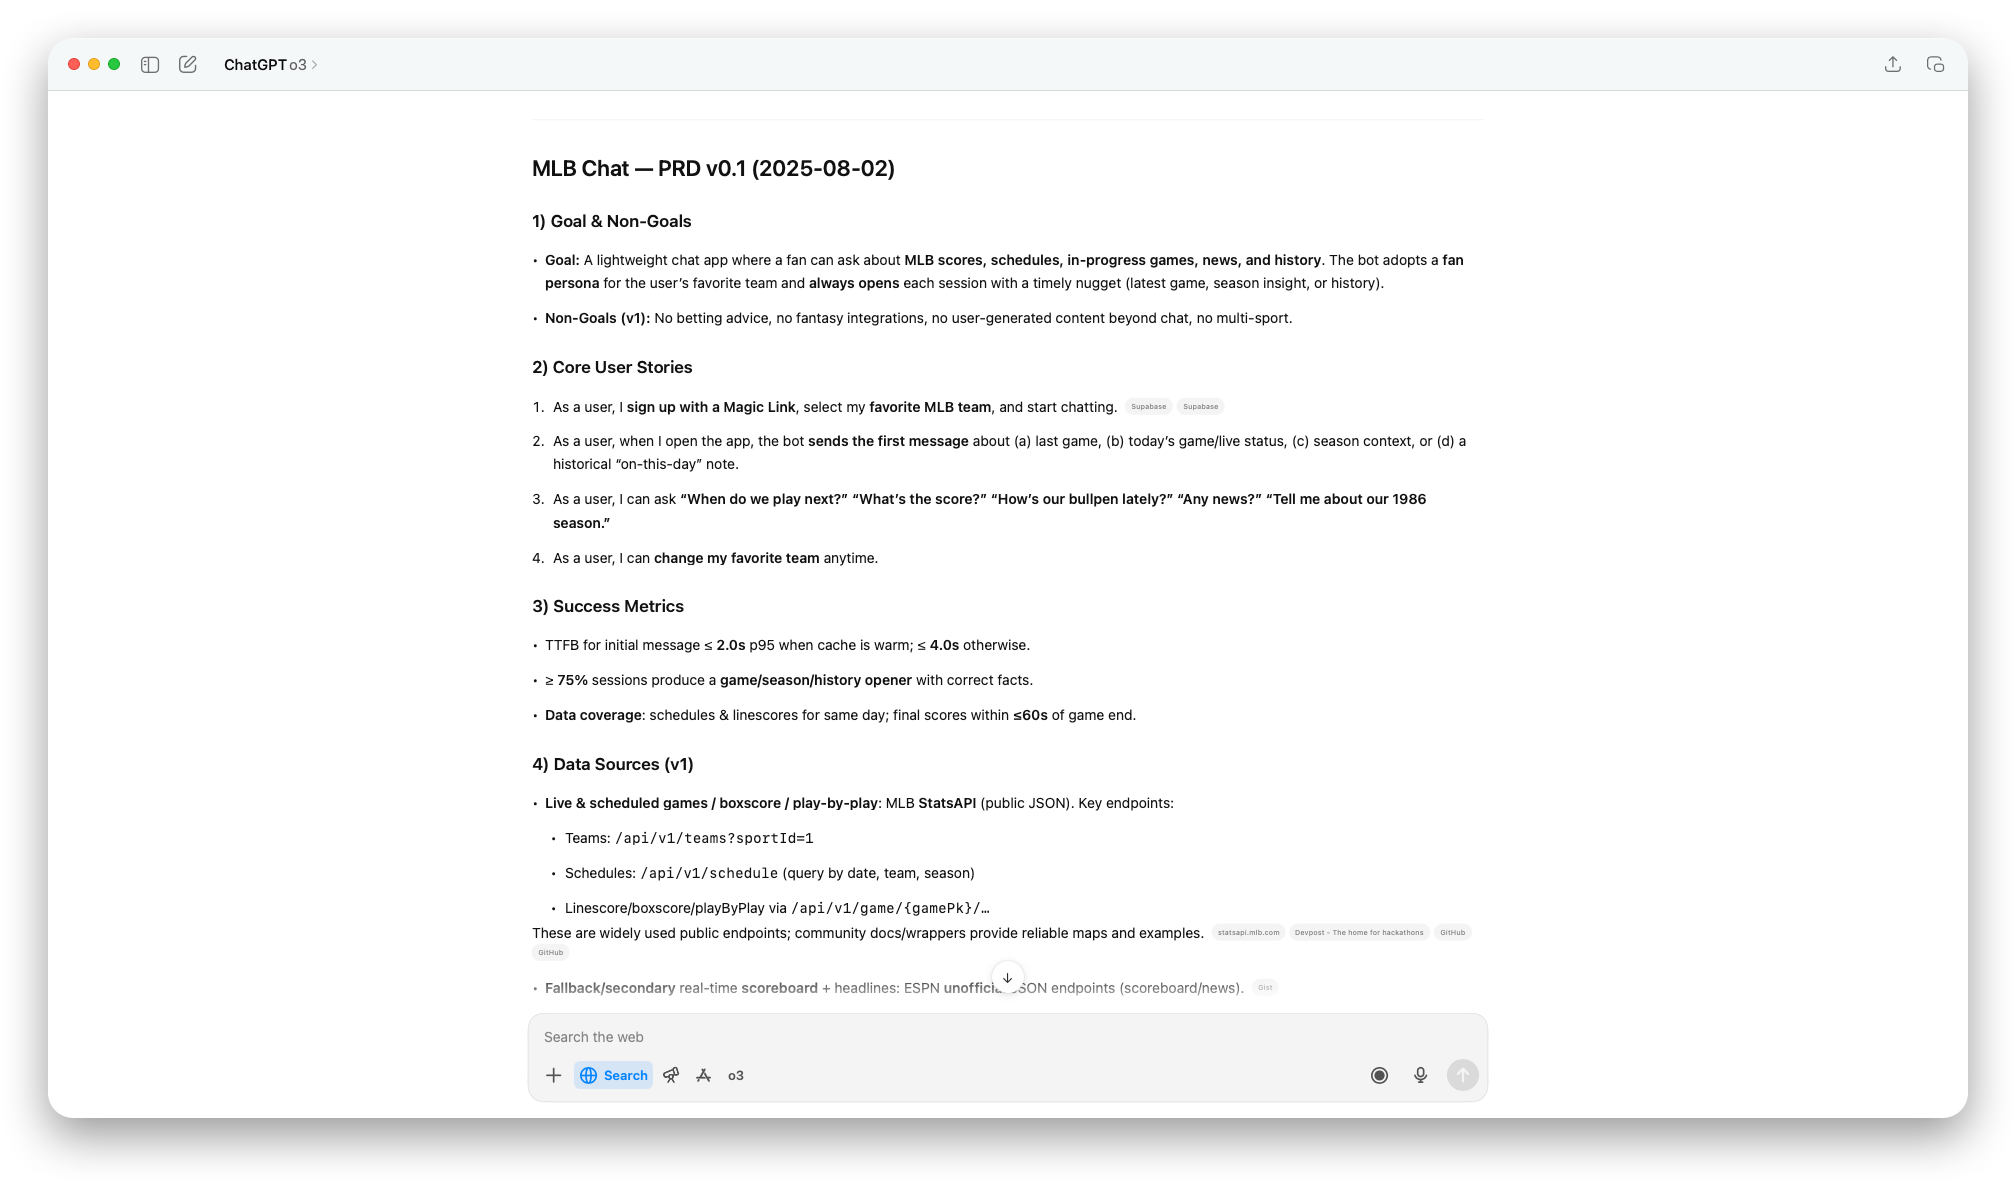 ChatGPT o3 >
MLB Chat — PRD v0.1 (2025-08-02)
1) Goal & Non-Goals
• Goal: A lightweight chat app where a fan can ask about MLB scores, schedules, in-progress games, news, and history. The bot adopts a fan
persona for the user’s favorite team and always opens each session with a timely nugget (latest game, season insight, or history).
• Non-Goals (v1): No betting advice, no fantasy integrations, no user-generated content beyond chat, no multi-sport.
2) Core User Stories
1. As a user, I sign up with a Magic Link, select my favorite MLB team, and start chatting. Supabase Supabase
2. As a user, when I open the app, the bot sends the first message about (a) last game, (b) today’s game/live status, (c) season context, or (d) a
historical “on-this-day” note.
3. As a user, I can ask “When do we play next?” “What’s the score?” “How’s our bullpen lately?” “Any news?” “Tell me about our 1986
season.”
4. As a user, I can change my favorite team anytime.
3) Success Metrics
• TTFB for initial message ≤ 2.0s p95 when cache is warm; ≤ 4.0s otherwise.
• ≥ 75% sessions produce a game/season/history opener with correct facts.
• Data coverage: schedules & linescores for same day; final scores within ≤60s of game end.
4) Data Sources (v1)
• Live & scheduled games / boxscore / play-by-play: MLB StatsAPI (public JSON). Key endpoints:
• Teams: /api/v1/teams?sportId=1
• Schedules: /api/v1/schedule (query by date, team, season)
• Linescore/boxscore/playByPlay via /api/v1/game/{gamePk}/…
These are widely used public endpoints; community docs/wrappers provide reliable maps and examples. statsapi.mlb.com Devpost - The home for hackathons GitHub
GitHub
• Fallback/secondary real-time scoreboard + headlines: ESPN unofficial JSON endpoints (scoreboard/news). Gist
Search the web
Search o3